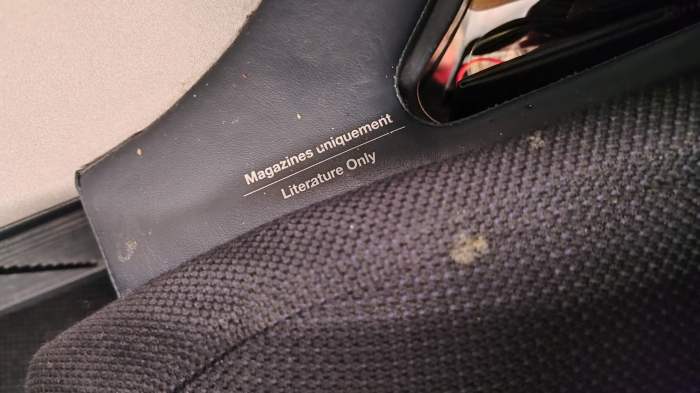 Magazines uniquement
Literature Only